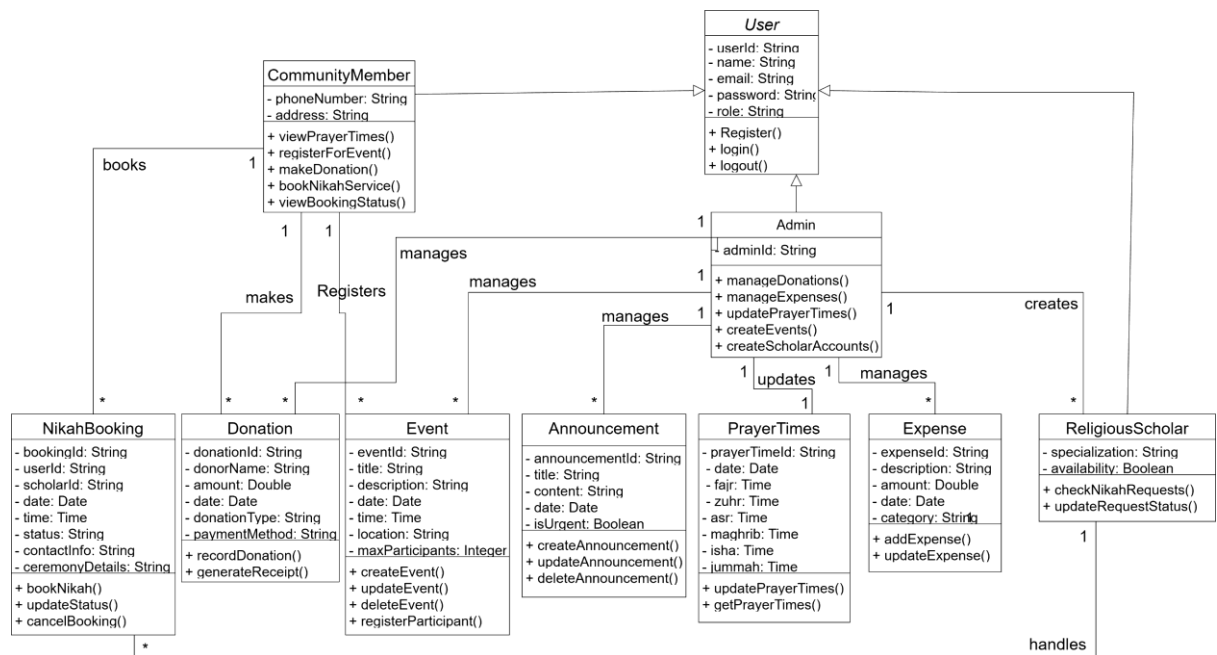 User
- userId: String
- name: String
- email: String
- password: String
- role: String
+ Register()
+ login()
+ logout()
CommunityMember
- phoneNumber: String
- address: String
+ viewPrayerTimes()
+ registerForEvent()
+ makeDonation()
+ bookNikahService()
+ viewBookingStatus()
books
1
1
1
makes
Registers
Admin
- adminId: String
+ manageDonations()
+ manageExpenses()
+ updatePrayerTimes()
+ createEvents()
+ createScholarAccounts()
1
manages
1
manages
1
manages
1
creates
1
updates
1
manages
1
*
*
*
*
*
*
*
*
NikahBooking
- bookingId: String
- userId: String
- scholarId: String
- date: Date
- time: Time
- status: String
- contactInfo: String
- ceremonyDetails: String
+ bookNikah()
+ updateStatus()
+ cancelBooking()
*
Donation
- donationId: String
- donorName: String
- amount: Double
- date: Date
- donationType: String
- paymentMethod: String
+ recordDonation()
+ generateReceipt()
Event
- eventId: String
- title: String
- description: String
- date: Date
- time: Time
- location: String
- maxParticipants: Integer
+ createEvent()
+ updateEvent()
+ deleteEvent()
+ registerParticipant()
Announcement
- announcementId: String
- title: String
- content: String
- date: Date
- isUrgent: Boolean
+ createAnnouncement()
+ updateAnnouncement()
+ deleteAnnouncement()
PrayerTimes
- prayerTimeId: String
- date: Date
- fajr: Time
- zuhr: Time
- asr: Time
- maghrib: Time
- isha: Time
- jummah: Time
+ updatePrayerTimes()
+ getPrayerTimes()
Expense
- expenseId: String
- description: String
- amount: Double
- date: Date
- category: String
1
+ addExpense()
+ updateExpense()
ReligiousScholar
- specialization: String
- availability: Boolean
+ checkNikahRequests()
+ updateRequestStatus()
1
handles